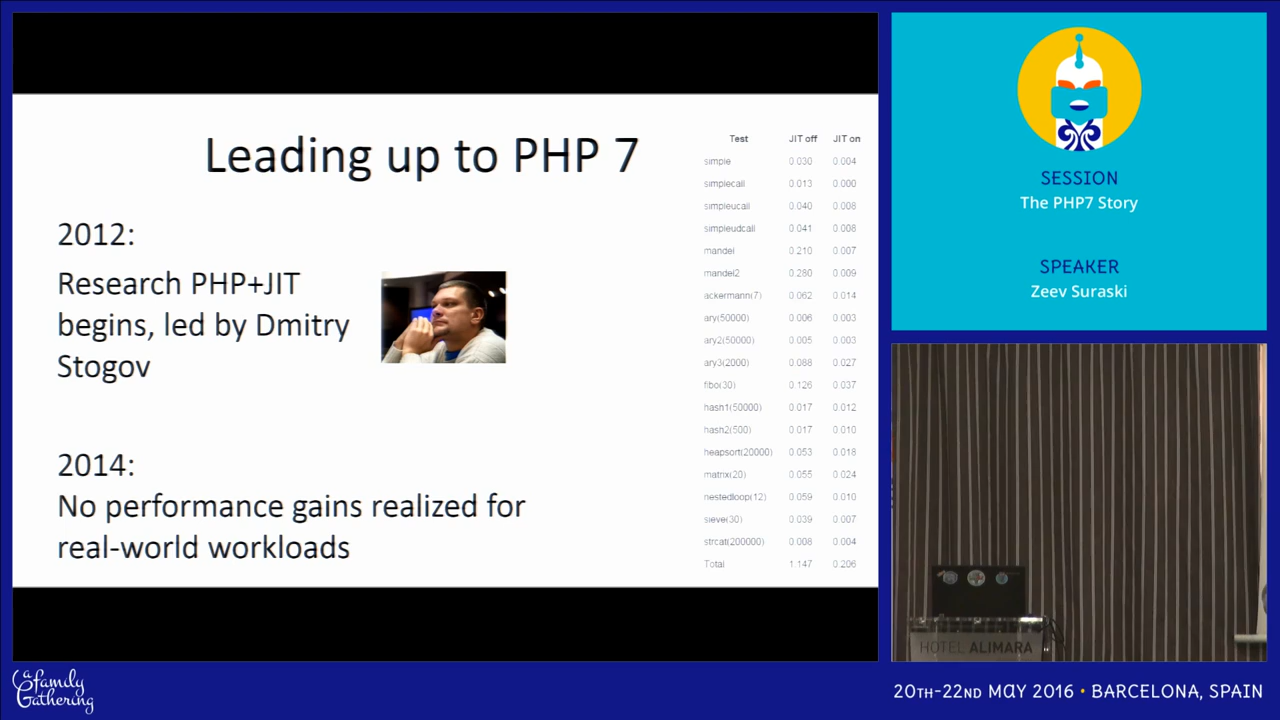 Leading up to PHP 7
2012:
Research PHP+JIT
begins, led by Dmitry
Stogov
2014:
No performance gains realized for
real-world workloads
Test JIT off JIT on
simple 0.030 0.004
simplecall 0.013 0.000
simpleucall 0.040 0.008
simpleudcall 0.041 0.008
mandel 0.210 0.007
mandel2 0.280 0.009
ackermann(7) 0.062 0.014
ary(50000) 0.006 0.003
ary2(50000) 0.005 0.003
ary3(2000) 0.088 0.027
fibo(30) 0.126 0.037
hash1(50000) 0.017 0.012
hash2(500) 0.017 0.010
heapsort(20000) 0.053 0.018
matrix(20) 0.055 0.024
nestedloop(12) 0.059 0.010
sieve(30) 0.039 0.007
strcat(200000) 0.008 0.004
Total 1.147 0.206
SESSION
The PHP7 Story
SPEAKER
Zeev Suraski
HOTEL ALIMARA
a family
Gathering
20TH-22ND MAY 2016 • BARCELONA, SPAIN